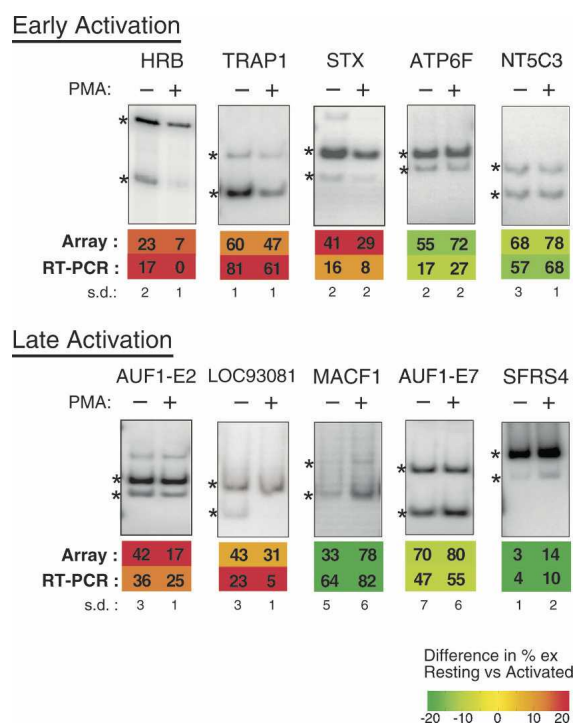 Early Activation
HRB TRAP1 STX ATP6F NT5C3
PMA: − + − + − + − + − +
* * * * *
* * * * *
Array : 23 7 60 47 41 29 55 72 68 78
RT-PCR : 17 0 81 61 16 8 17 27 57 68
s.d.: 2 1 1 1 2 2 2 2 3 1
Late Activation
AUF1-E2 LOC93081 MACF1 AUF1-E7 SFRS4
PMA: − + − + − + − + − +
* * * * *
* * * * *
Array : 42 17 43 31 33 78 70 80 3 14
RT-PCR : 36 25 23 5 64 82 47 55 4 10
s.d. : 3 1 3 1 5 6 7 6 1 2
Difference in % ex
Resting vs Activated
-20 -10 0 10 20